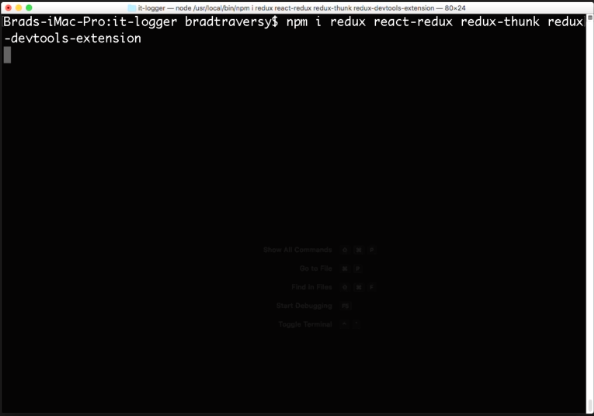 it-logger — node /usr/local/bin/npm i redux react-redux redux-thunk redux-devtools-extension — 80×24
Brads-iMac-Pro:it-logger bradtraversy$ npm i redux react-redux redux-thunk redux
-devtools-extension
Show All Commands
Go to File
Find in Files
Start Debugging
Toggle Terminal